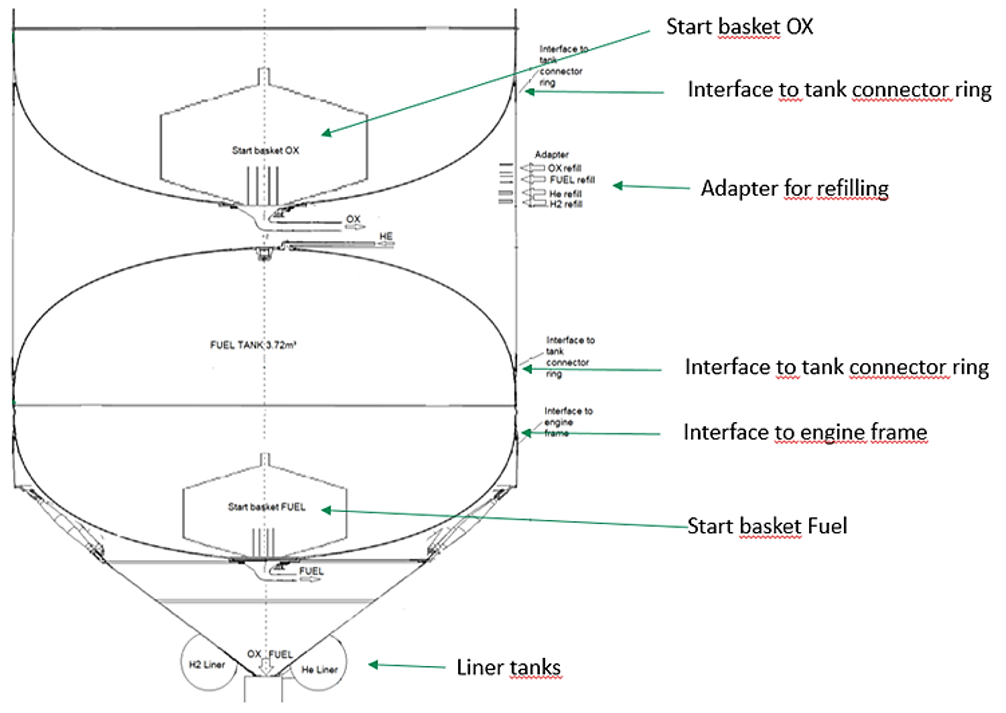 Start basket OX
Interface to
tank
connector
ring
Interface to tank connector ring
Start basket OX
Adapter
OX refill
FUEL refill
He refill
H2 refill
Adapter for refilling
OX
HE
FUEL TANK 3.72m³
Interface to
tank
connector
ring
Interface to tank connector ring
Interface to
engine
frame
Interface to engine frame
Start basket FUEL
Start basket Fuel
FUEL
OX FUEL
H2 Liner
He Liner
Liner tanks